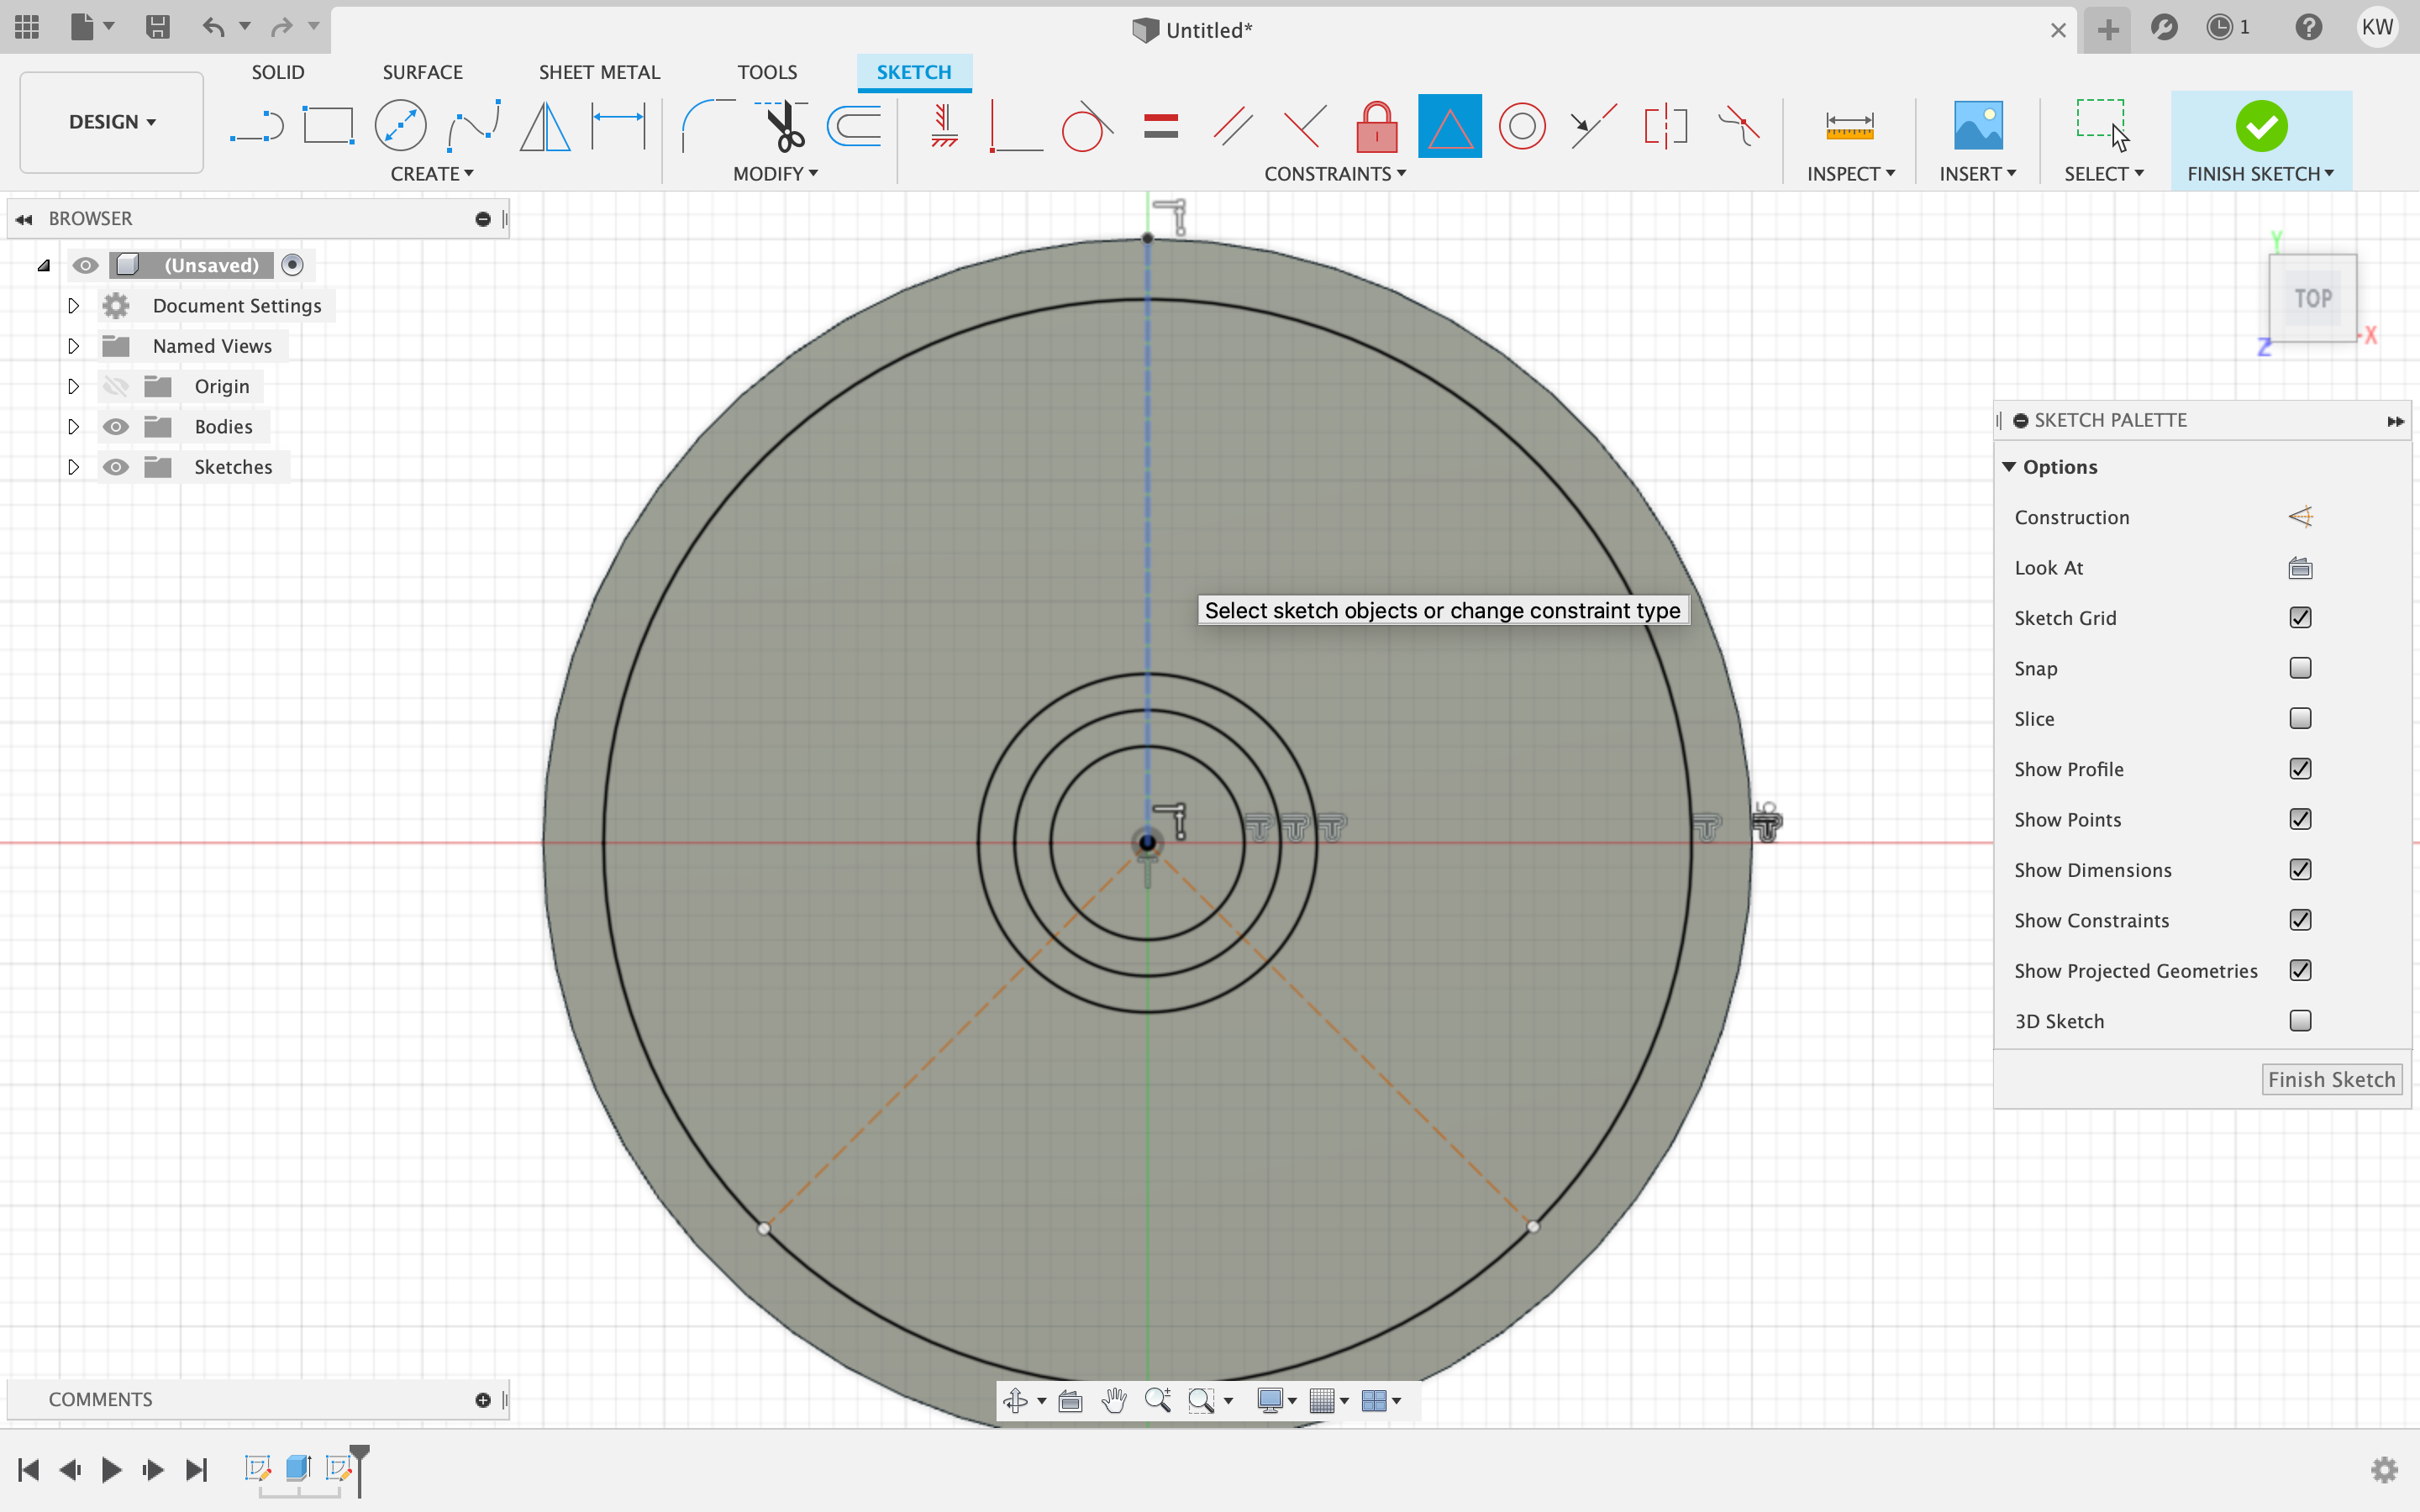 Untitled*
1
KW
SOLID
SURFACE
SHEET METAL
TOOLS
SKETCH
DESIGN
CREATE
MODIFY
CONSTRAINTS
INSPECT
INSERT
SELECT
FINISH SKETCH
BROWSER
(Unsaved)
Document Settings
Named Views
Origin
Bodies
Sketches
Y
TOP
X
Z
SKETCH PALETTE
Options
Construction
Look At
Sketch Grid
Snap
Slice
Show Profile
Show Points
Show Dimensions
Show Constraints
Show Projected Geometries
3D Sketch
Finish Sketch
Select sketch objects or change constraint type
COMMENTS